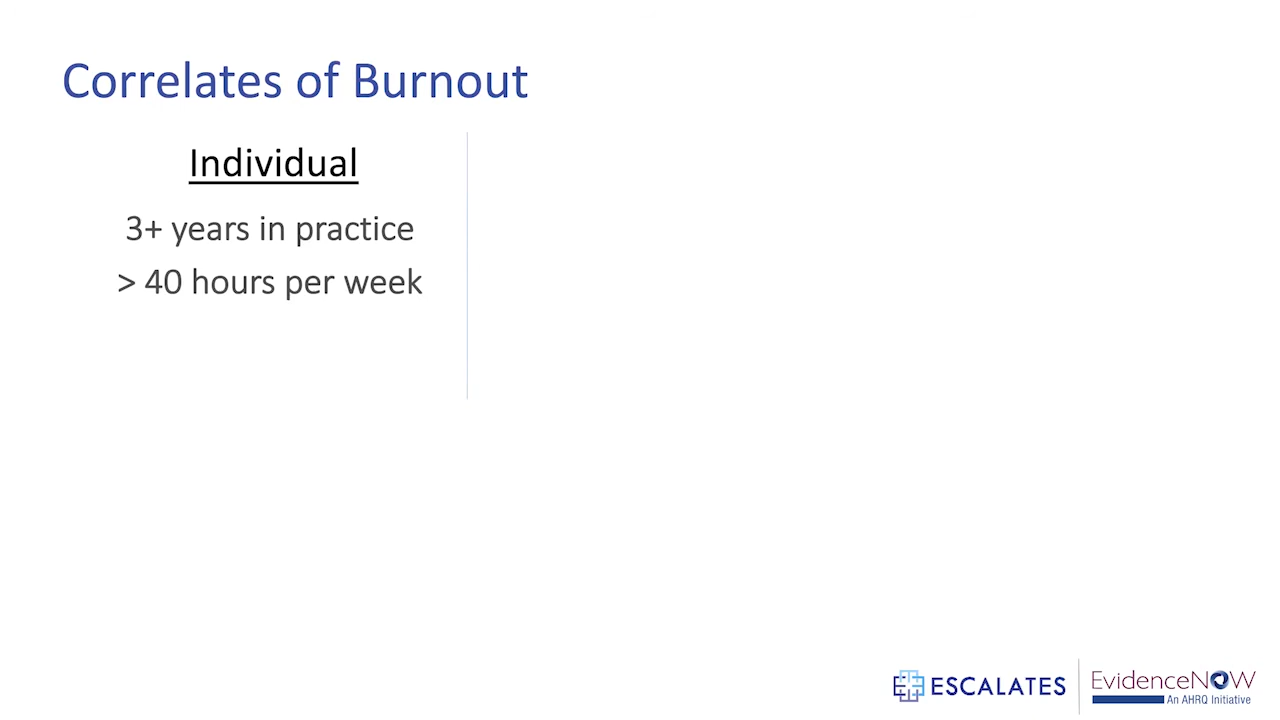 Correlates of Burnout
Individual
3+ years in practice
> 40 hours per week
ESCALATES
EvidenceNOW
An AHRQ Initiative